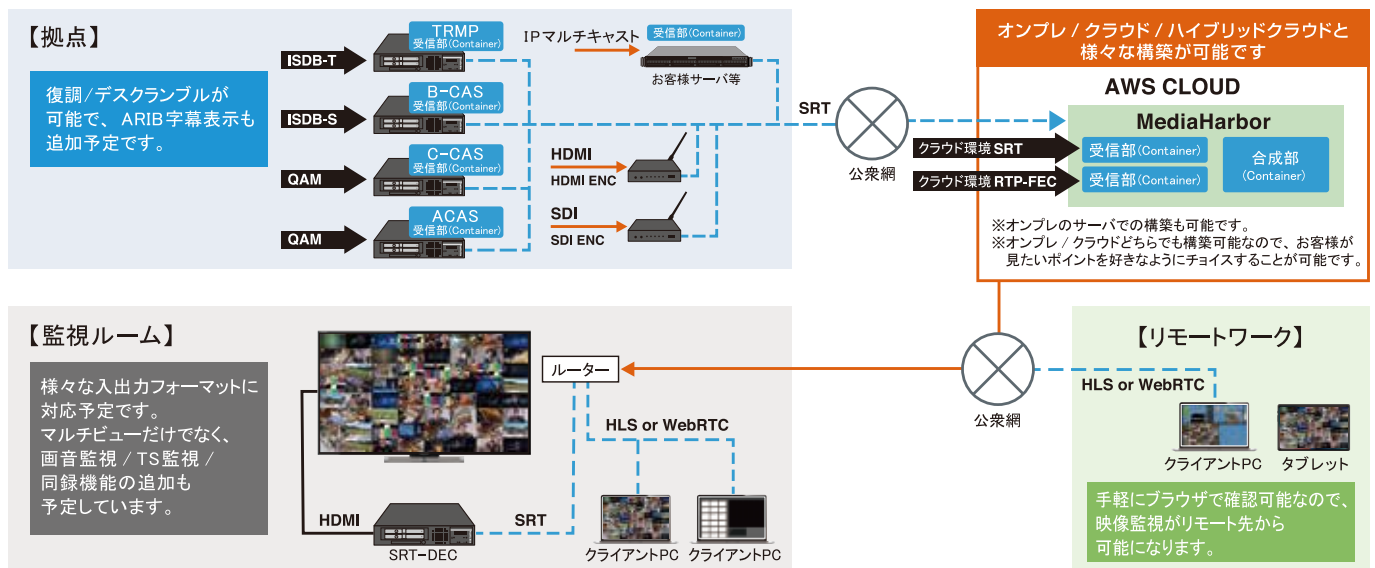 【拠点】
復調/デスクランブルが
可能で、ARIB字幕表示も
追加予定です。
ISDB-T
TRMP
受信部(Container)
ISDB-S
B-CAS
受信部(Container)
QAM
C-CAS
受信部(Container)
QAM
ACAS
受信部(Container)
IPマルチキャスト
受信部(Container)
お客様サーバ等
HDMI
HDMI ENC
SDI
SDI ENC
SRT
公衆網
オンプレ / クラウド / ハイブリッドクラウドと
様々な構築が可能です
AWS CLOUD
MediaHarbor
クラウド環境 SRT
受信部(Container)
クラウド環境 RTP-FEC
受信部(Container)
合成部
(Container)
※オンプレのサーバでの構築も可能です。
※オンプレ / クラウドどちらでも構築可能なので、お客様が
見たいポイントを好きなようにチョイスすることが可能です。
【監視ルーム】
様々な入出力フォーマットに
対応予定です。
マルチビューだけでなく、
画音監視 / TS監視 /
同録機能の追加も
予定しています。
HDMI
SRT-DEC
SRT
ルーター
HLS or WebRTC
クライアントPC
クライアントPC
公衆網
【リモートワーク】
HLS or WebRTC
クライアントPC
タブレット
手軽にブラウザで確認可能なので、
映像監視がリモート先から
可能になります。